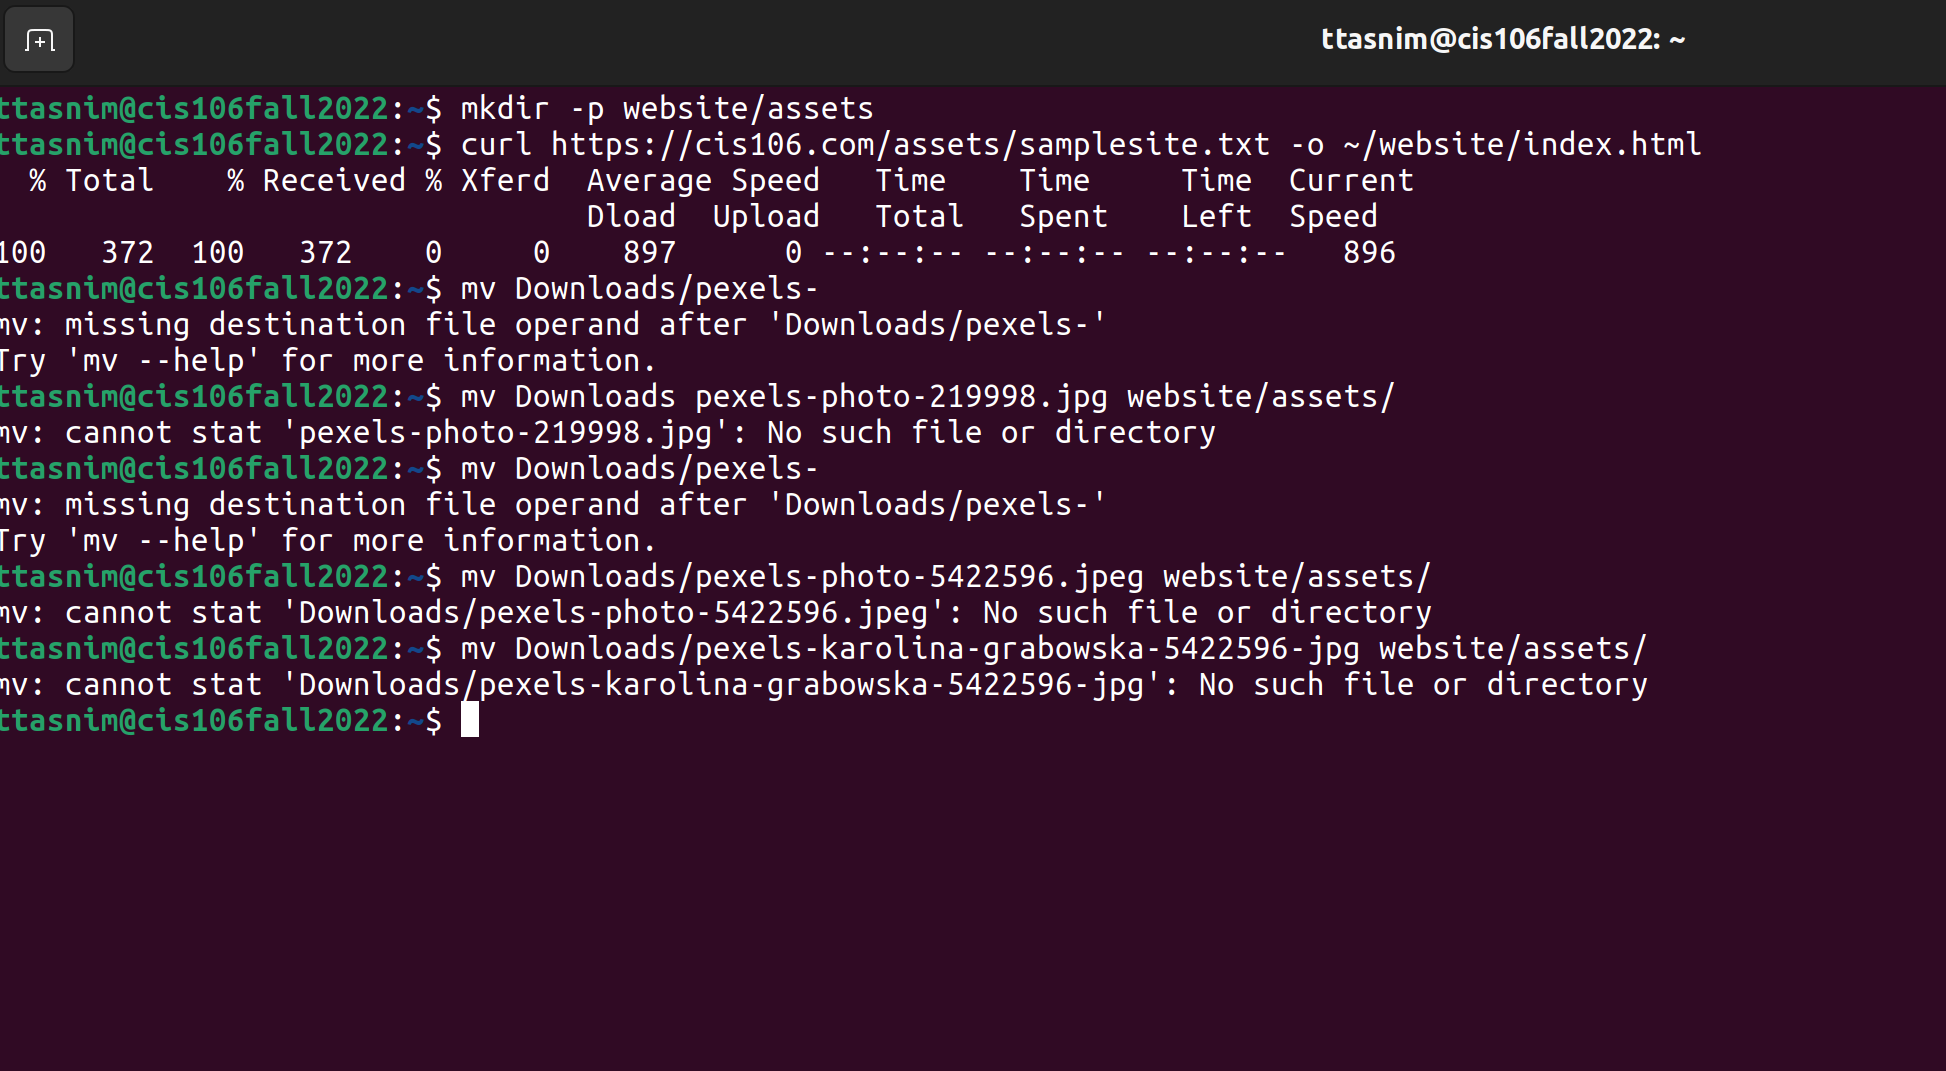 ttasnim@cis106fall2022: ~
ttasnim@cis106fall2022:~$ mkdir -p website/assets
ttasnim@cis106fall2022:~$ curl https://cis106.com/assets/samplesite.txt -o ~/website/index.html
  % Total    % Received % Xferd  Average Speed   Time    Time     Time  Current
                                 Dload  Upload   Total   Spent    Left  Speed
100   372  100   372    0     0    897      0 --:--:-- --:--:-- --:--:--   896
ttasnim@cis106fall2022:~$ mv Downloads/pexels-
mv: missing destination file operand after 'Downloads/pexels-'
Try 'mv --help' for more information.
ttasnim@cis106fall2022:~$ mv Downloads pexels-photo-219998.jpg website/assets/
mv: cannot stat 'pexels-photo-219998.jpg': No such file or directory
ttasnim@cis106fall2022:~$ mv Downloads/pexels-
mv: missing destination file operand after 'Downloads/pexels-'
Try 'mv --help' for more information.
ttasnim@cis106fall2022:~$ mv Downloads/pexels-photo-5422596.jpeg website/assets/
mv: cannot stat 'Downloads/pexels-photo-5422596.jpeg': No such file or directory
ttasnim@cis106fall2022:~$ mv Downloads/pexels-karolina-grabowska-5422596-jpg website/assets/
mv: cannot stat 'Downloads/pexels-karolina-grabowska-5422596-jpg': No such file or directory
ttasnim@cis106fall2022:~$